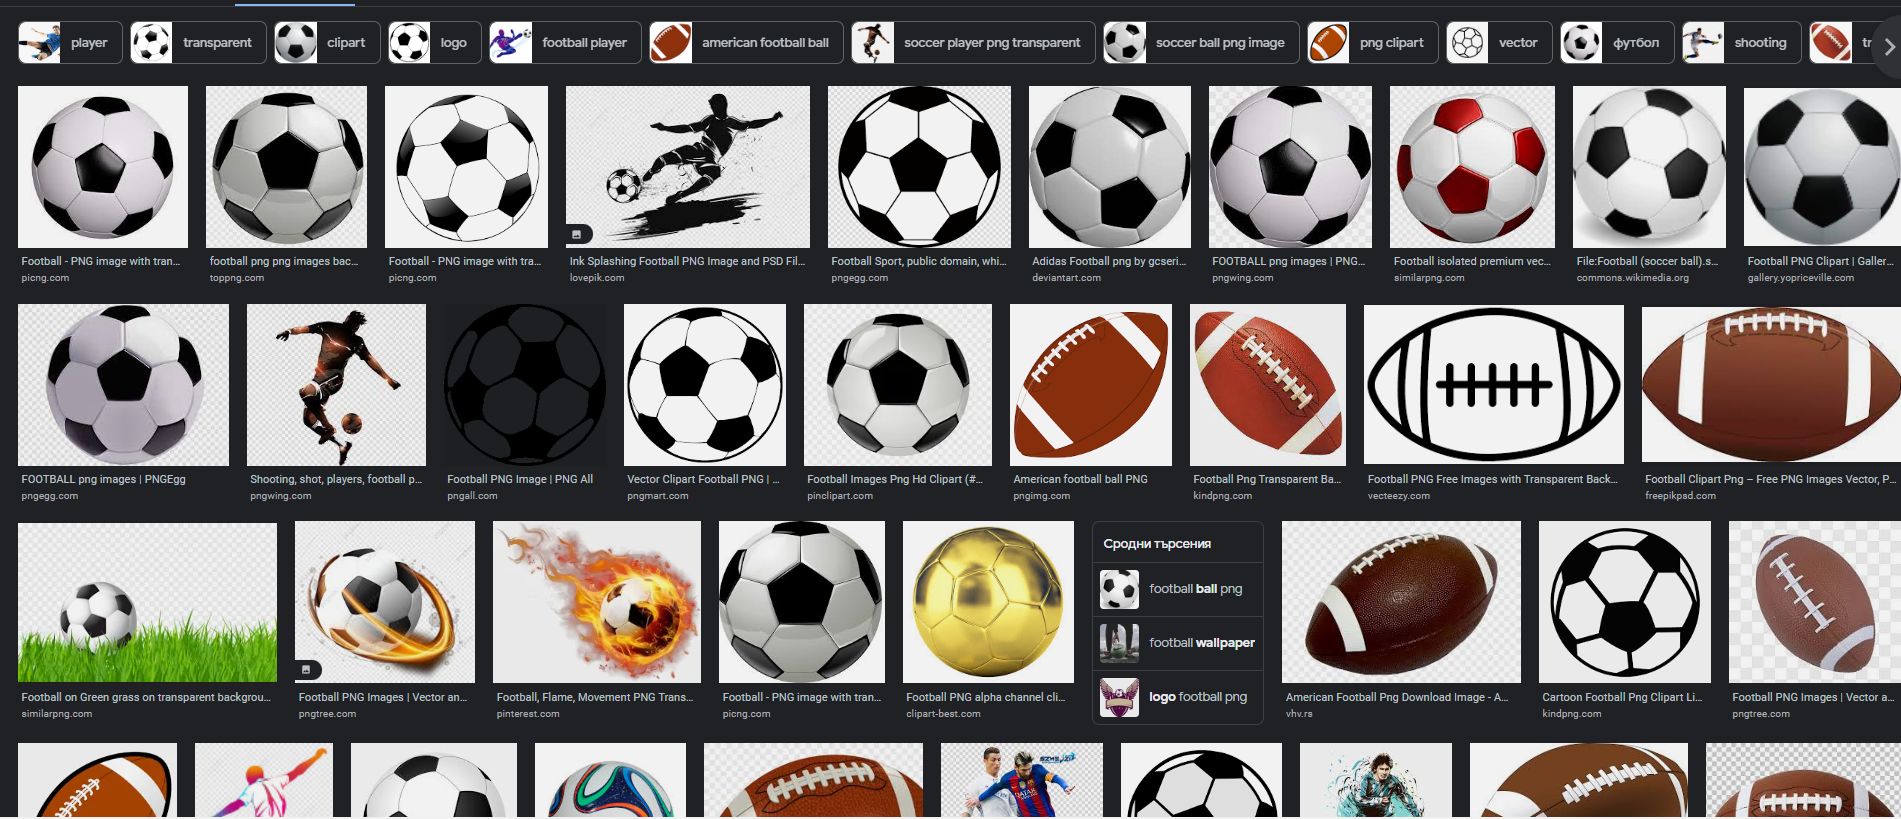 player
transparent
clipart
logo
football player
american football ball
soccer player png transparent
soccer ball png image
png clipart
vector
футбол
shooting
tr
Football - PNG image with tran...
picng.com
football png png images bac...
toppng.com
Football - PNG image with tra...
picng.com
Ink Splashing Football PNG Image and PSD Fil...
lovepik.com
Football Sport, public domain, whi...
pngegg.com
Adidas Football png by gcseri...
deviantart.com
FOOTBALL png images | PNG...
pngwing.com
Football isolated premium vec...
similarpng.com
File:Football (soccer ball).s...
commons.wikimedia.org
Football PNG Clipart | Galler...
gallery.yopriceville.com
FOOTBALL png images | PNGEgg
pngegg.com
Shooting, shot, players, football p...
pngwing.com
Football PNG Image | PNG All
pngall.com
Vector Clipart Football PNG | ...
pngmart.com
Football Images Png Hd Clipart (#...
pinclipart.com
American football ball PNG
pngimg.com
Football Png Transparent Ba...
kindpng.com
Football PNG Free Images with Transparent Back...
vecteezy.com
Football Clipart Png – Free PNG Images Vector, P...
freepikpsd.com
Football on Green grass on transparent backgrou...
similarpng.com
Football PNG Images | Vector an...
pngtree.com
Football, Flame, Movement PNG Trans...
pinterest.com
Football - PNG image with tran...
picng.com
Football PNG alpha channel cli...
clipart-best.com
Сродни търсения
football ball png
football wallpaper
logo football png
American Football Png Download Image - A...
vhv.rs
Cartoon Football Png Clipart Li...
kindpng.com
Football PNG Images | Vector a...
pngtree.com